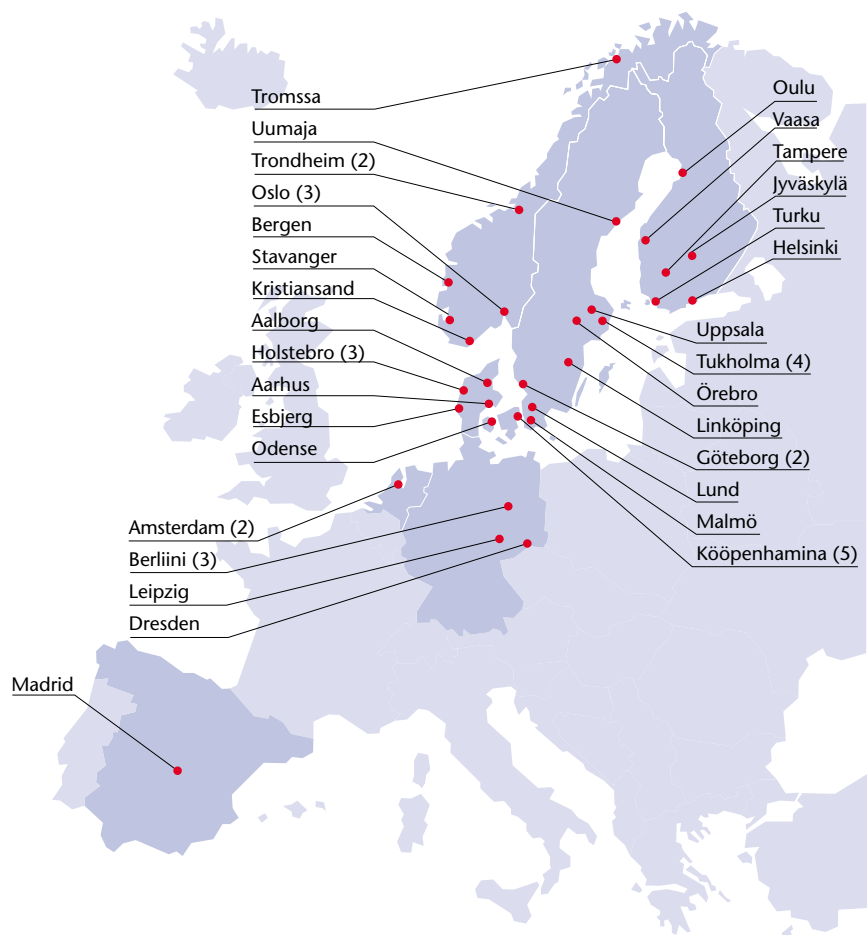 Tromssa
Uumaja
Trondheim (2)
Oslo (3)
Bergen
Stavanger
Kristiansand
Aalborg
Holstebro (3)
Aarhus
Esbjerg
Odense
Amsterdam (2)
Berliini (3)
Leipzig
Dresden
Madrid
Oulu
Vaasa
Tampere
Jyväskylä
Turku
Helsinki
Uppsala
Tukholma (4)
Örebro
Linköping
Göteborg (2)
Lund
Malmö
Kööpenhamina (5)